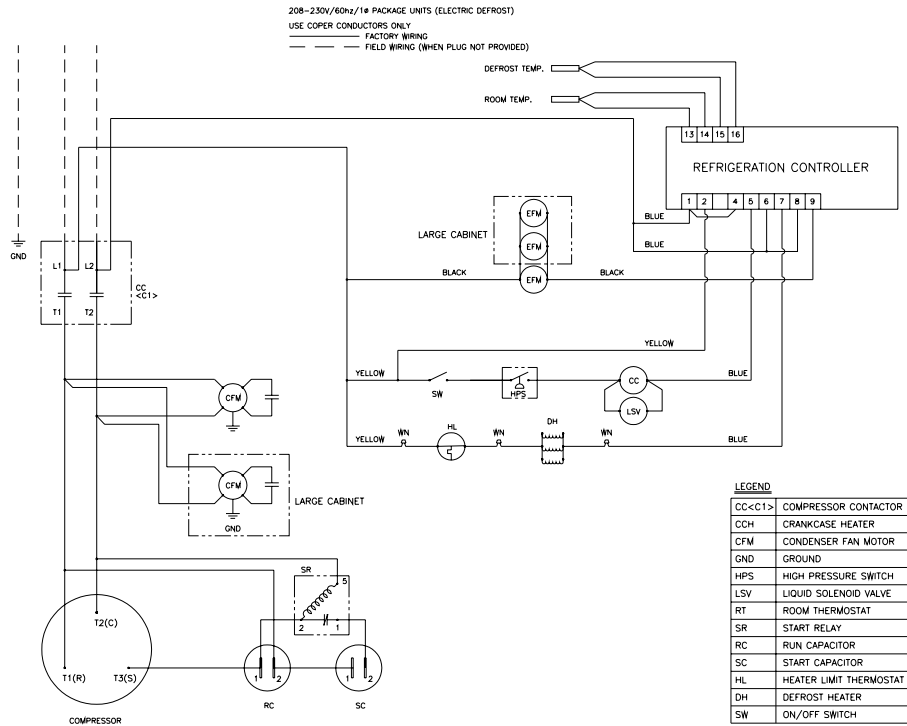 208-230V/60hz/1ø PACKAGE UNITS (ELECTRIC DEFROST)
USE COPER CONDUCTORS ONLY
FACTORY WIRING
FIELD WIRING (WHEN PLUG NOT PROVIDED)
DEFROST TEMP.
ROOM TEMP.
13 14 15 16
REFRIGERATION CONTROLLER
1 2 4 5 6 7 8 9
EFM
EFM
EFM
LARGE CABINET
BLUE
BLUE
BLACK
BLACK
GND
L1 L2
CC
<C1>
T1 T2
YELLOW
YELLOW
SW
HPS
CC
LSV
BLUE
CFM
YELLOW
WN
HL
WN
DH
WN
BLUE
CFM
GND
LARGE CABINET
SR
5
2 1
T2(C)
T1(R) T3(S)
1 2
1 2
RC
SC
COMPRESSOR
LEGEND
CC<C1> COMPRESSOR CONTACTOR
CCH CRANKCASE HEATER
CFM CONDENSER FAN MOTOR
GND GROUND
HPS HIGH PRESSURE SWITCH
LSV LIQUID SOLENOID VALVE
RT ROOM THERMOSTAT
SR START RELAY
RC RUN CAPACITOR
SC START CAPACITOR
HL HEATER LIMIT THERMOSTAT
DH DEFROST HEATER
SW ON/OFF SWITCH